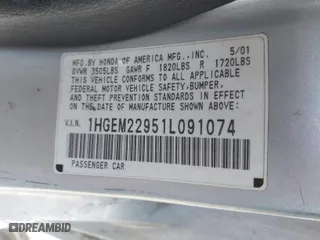 MFD.BY HONDA OF AMERICA MFG.,INC. 5/01
GVWR 3505LBS GAWR F 1820LBS R 1720LBS
THIS VEHICLE CONFORMS TO ALL APPLICABLE
FEDERAL MOTOR VEHICLE SAFETY,BUMPER, AND
THEFT PREVENTION STANDARDS IN EFFECT ON
THE DATE OF MANUFACTURE SHOWN ABOVE.
V.I.N. 1HGEM22951L091074
PASSENGER CAR
DREAMBID